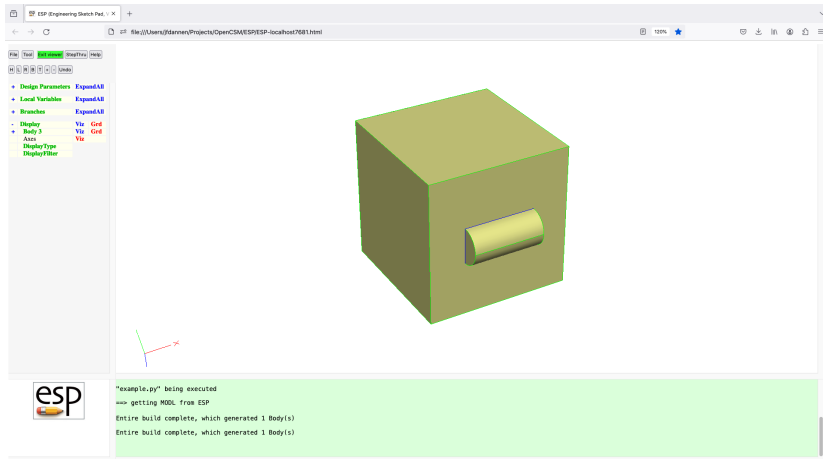 ESP (Engineering Sketch Pad, V
file:///Users/jfdannen/Projects/OpenCSM/ESP/ESP-localhost7681.html
120%
File Tool Exit viewer StepThru Help
H L R B T + - Undo
+ Design Parameters ExpandAll
+ Local Variables ExpandAll
+ Branches ExpandAll
- Display Viz Grd
+ Body 3 Viz Grd
Axes Viz
DisplayType
DisplayFilter
X
esp
"example.py" being executed
==> getting MODL from ESP
Entire build complete, which generated 1 Body(s)
Entire build complete, which generated 1 Body(s)